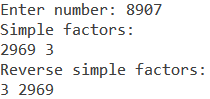 Enter number: 8907
Simple factors:
2969 3
Reverse simple factors:
3 2969